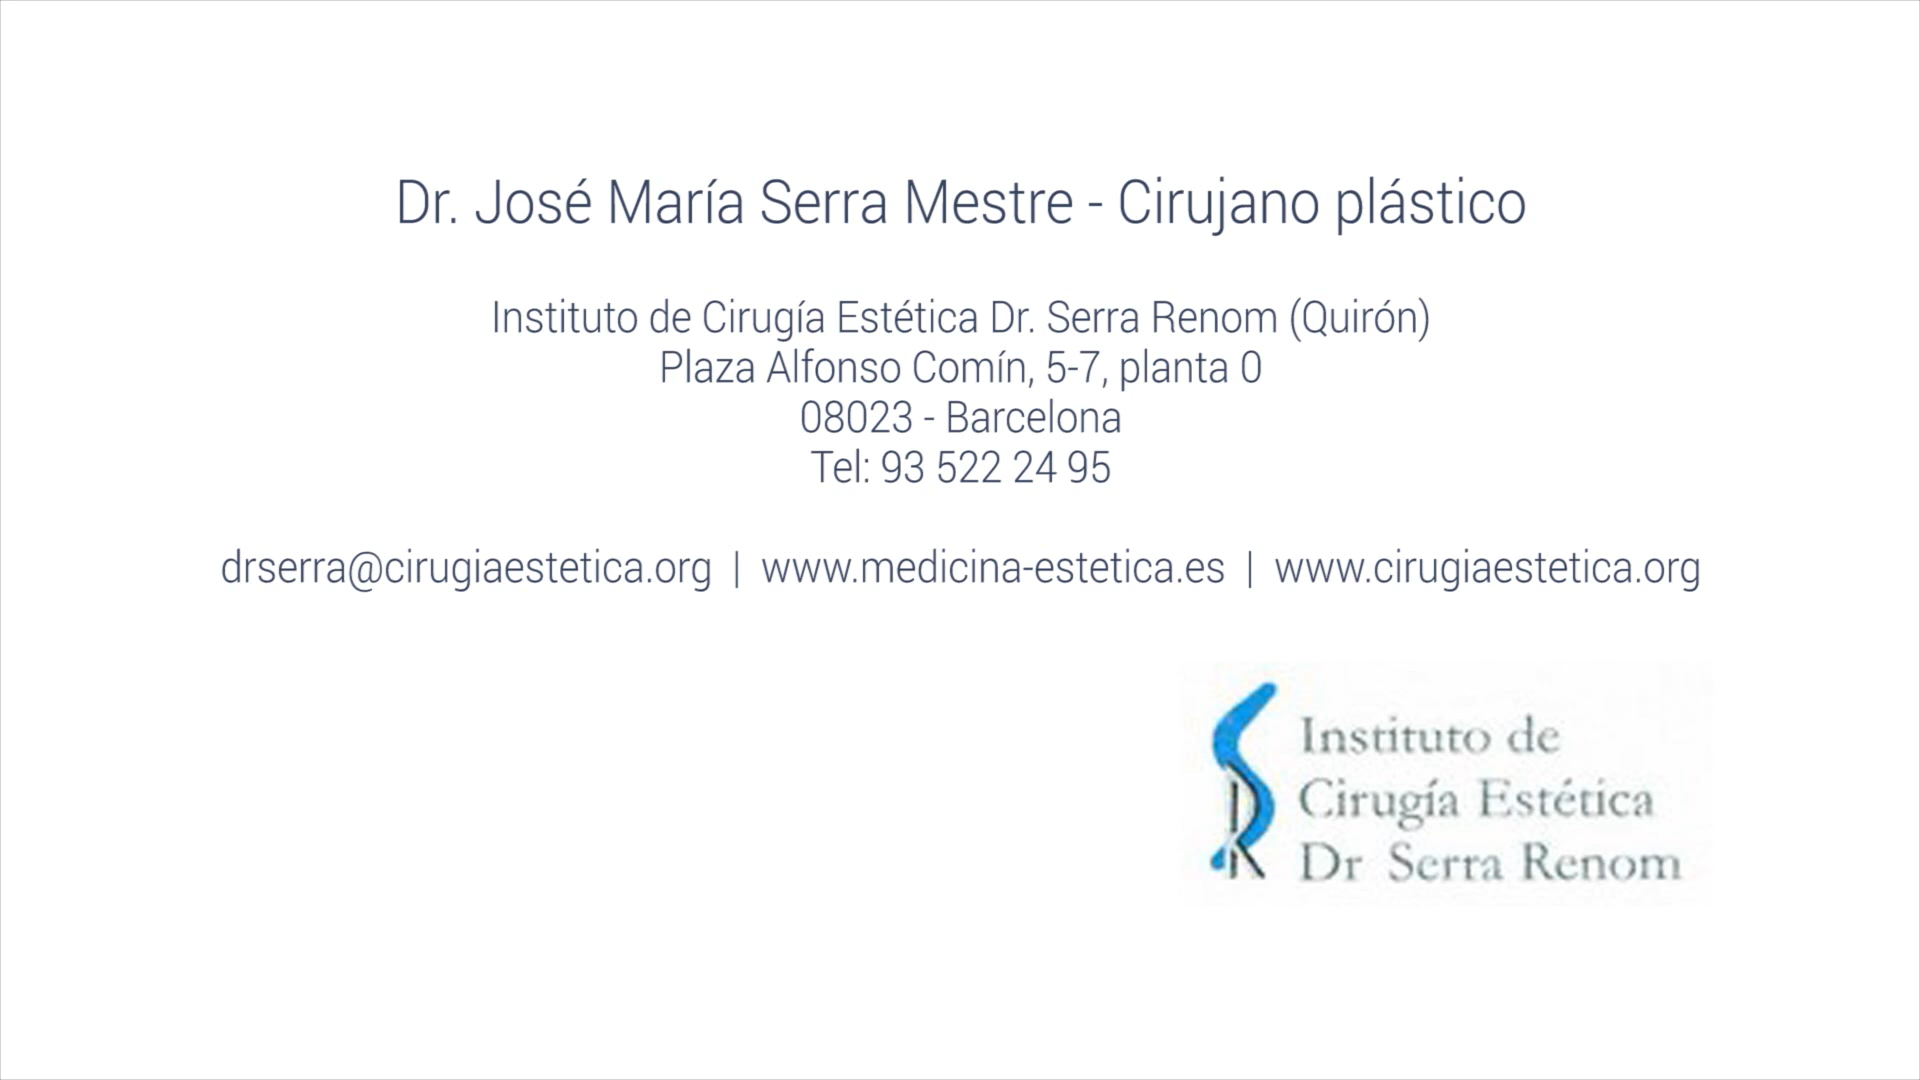 Dr. José María Serra Mestre - Cirujano plástico
Instituto de Cirugía Estética Dr. Serra Renom (Quirón)
Plaza Alfonso Comín, 5-7, planta 0
08023 - Barcelona
Tel: 93 522 24 95
drserra@cirugiaestetica.org | www.medicina-estetica.es | www.cirugiaestetica.org
Instituto de
Cirugía Estética
Dr Serra Renom